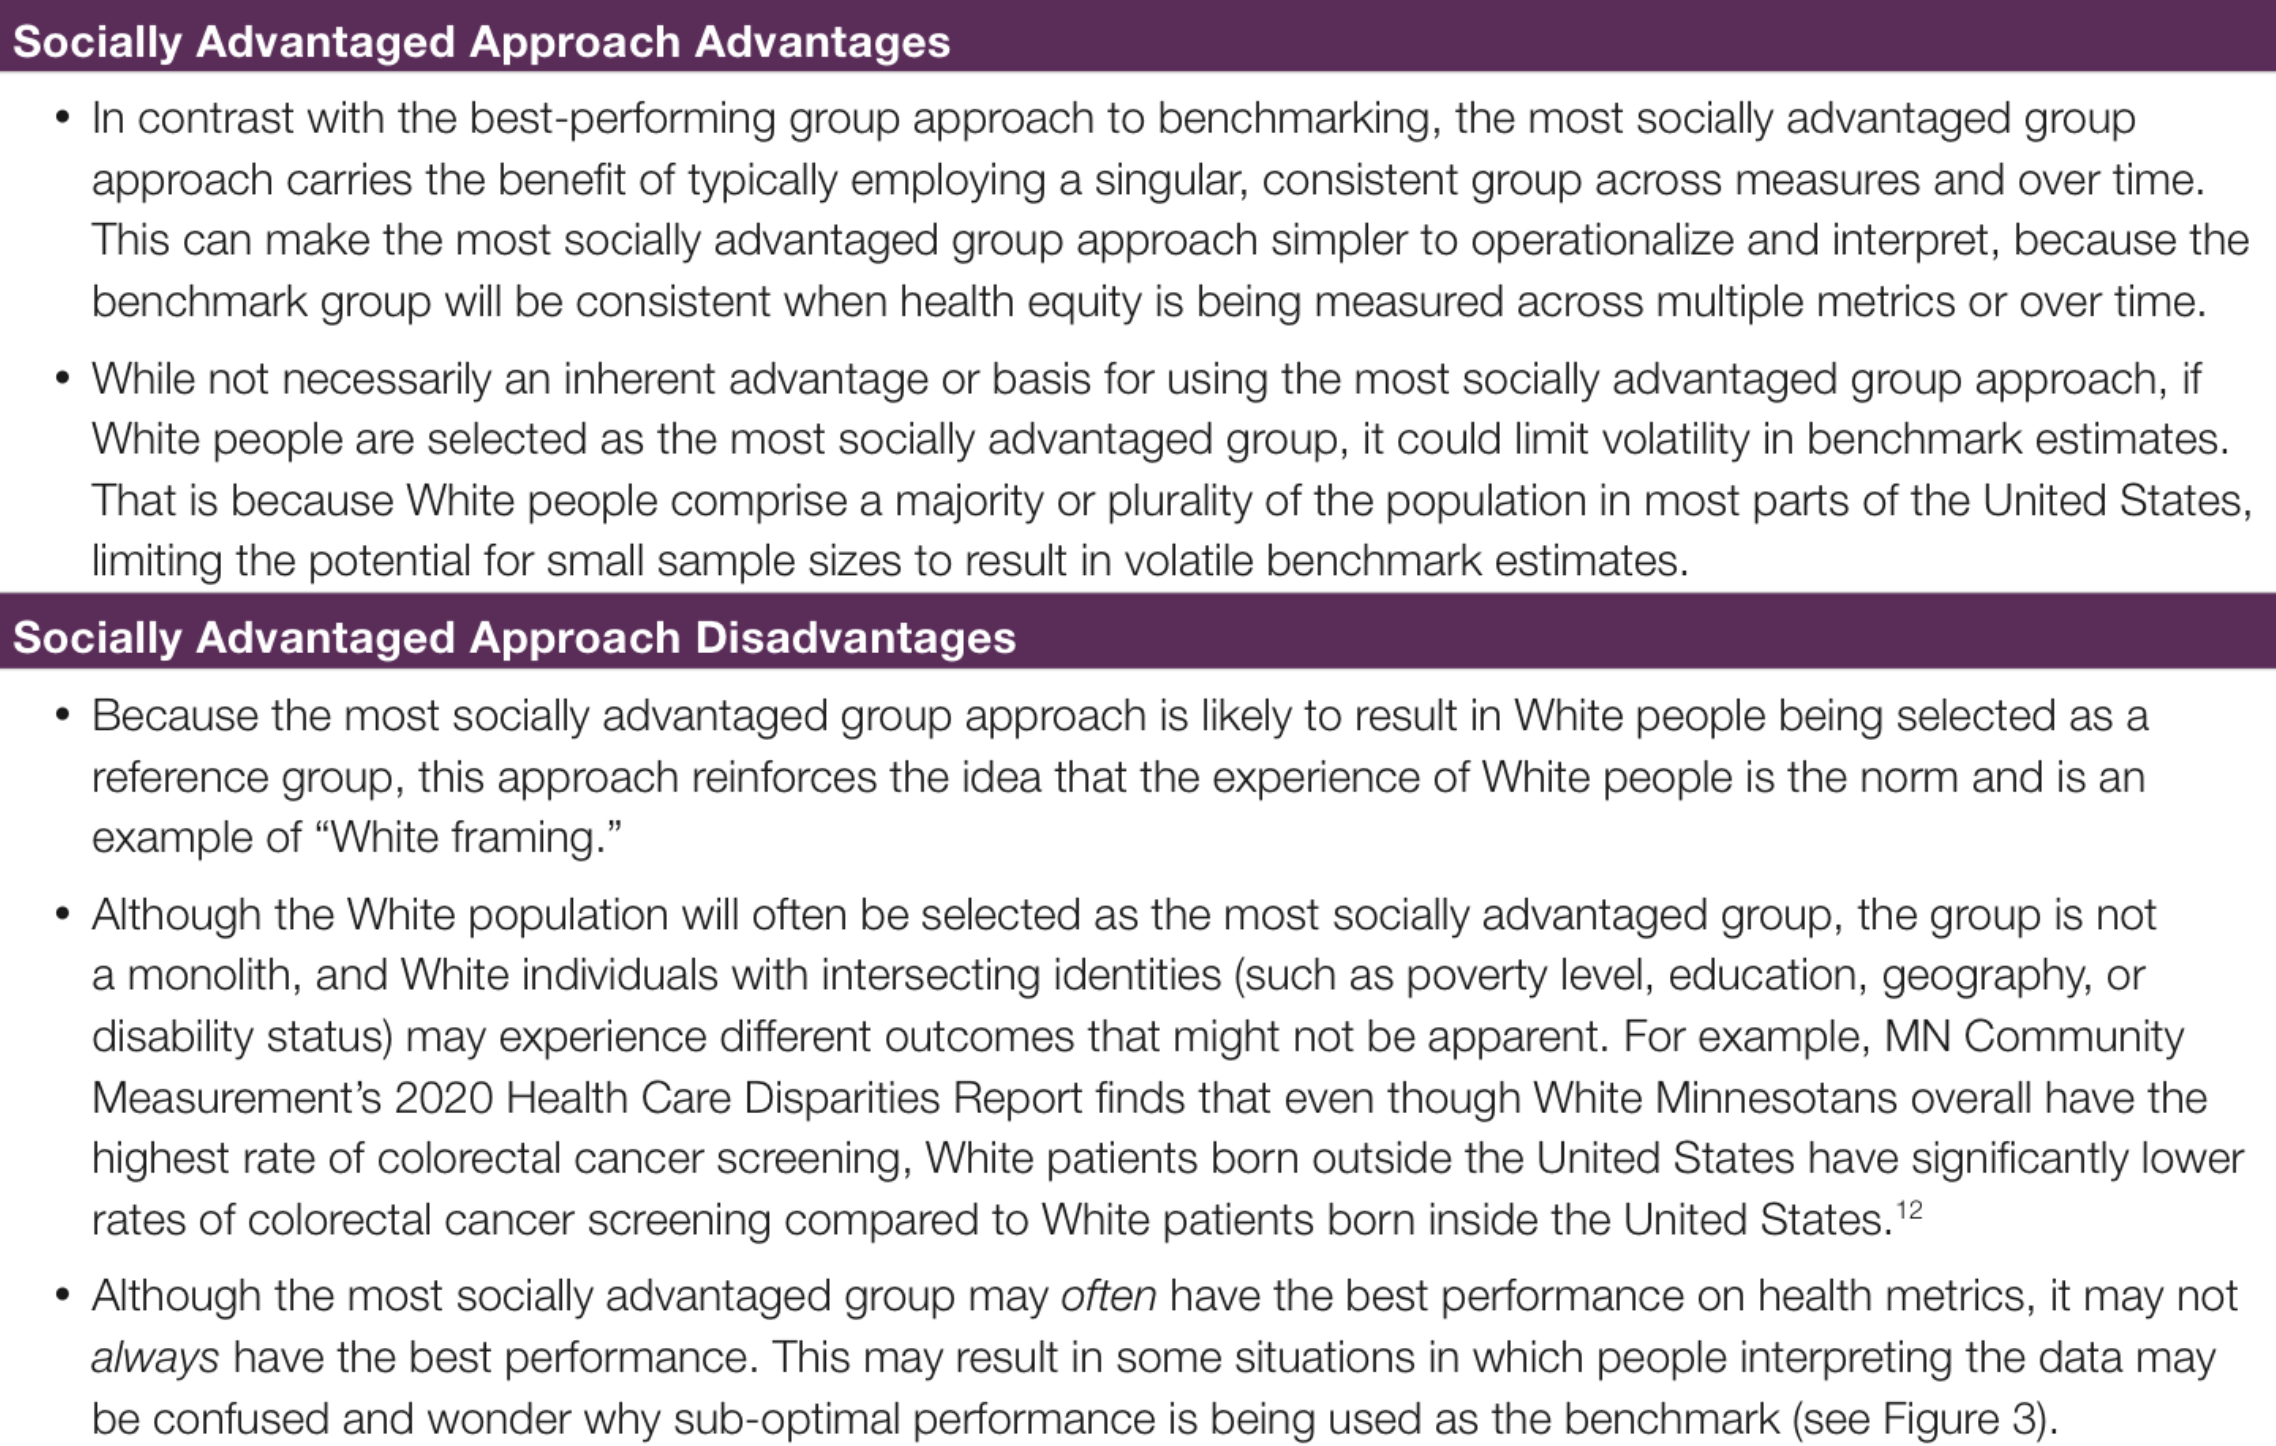 Socially Advantaged Approach Advantages
• In contrast with the best-performing group approach to benchmarking, the most socially advantaged group
approach carries the benefit of typically employing a singular, consistent group across measures and over time.
This can make the most socially advantaged group approach simpler to operationalize and interpret, because the
benchmark group will be consistent when health equity is being measured across multiple metrics or over time.
• While not necessarily an inherent advantage or basis for using the most socially advantaged group approach, if
White people are selected as the most socially advantaged group, it could limit volatility in benchmark estimates.
That is because White people comprise a majority or plurality of the population in most parts of the United States,
limiting the potential for small sample sizes to result in volatile benchmark estimates.
Socially Advantaged Approach Disadvantages
• Because the most socially advantaged group approach is likely to result in White people being selected as a
reference group, this approach reinforces the idea that the experience of White people is the norm and is an
example of “White framing.”
• Although the White population will often be selected as the most socially advantaged group, the group is not
a monolith, and White individuals with intersecting identities (such as poverty level, education, geography, or
disability status) may experience different outcomes that might not be apparent. For example, MN Community
Measurement’s 2020 Health Care Disparities Report finds that even though White Minnesotans overall have the
highest rate of colorectal cancer screening, White patients born outside the United States have significantly lower
rates of colorectal cancer screening compared to White patients born inside the United States.12
• Although the most socially advantaged group may often have the best performance on health metrics, it may not
always have the best performance. This may result in some situations in which people interpreting the data may
be confused and wonder why sub-optimal performance is being used as the benchmark (see Figure 3).